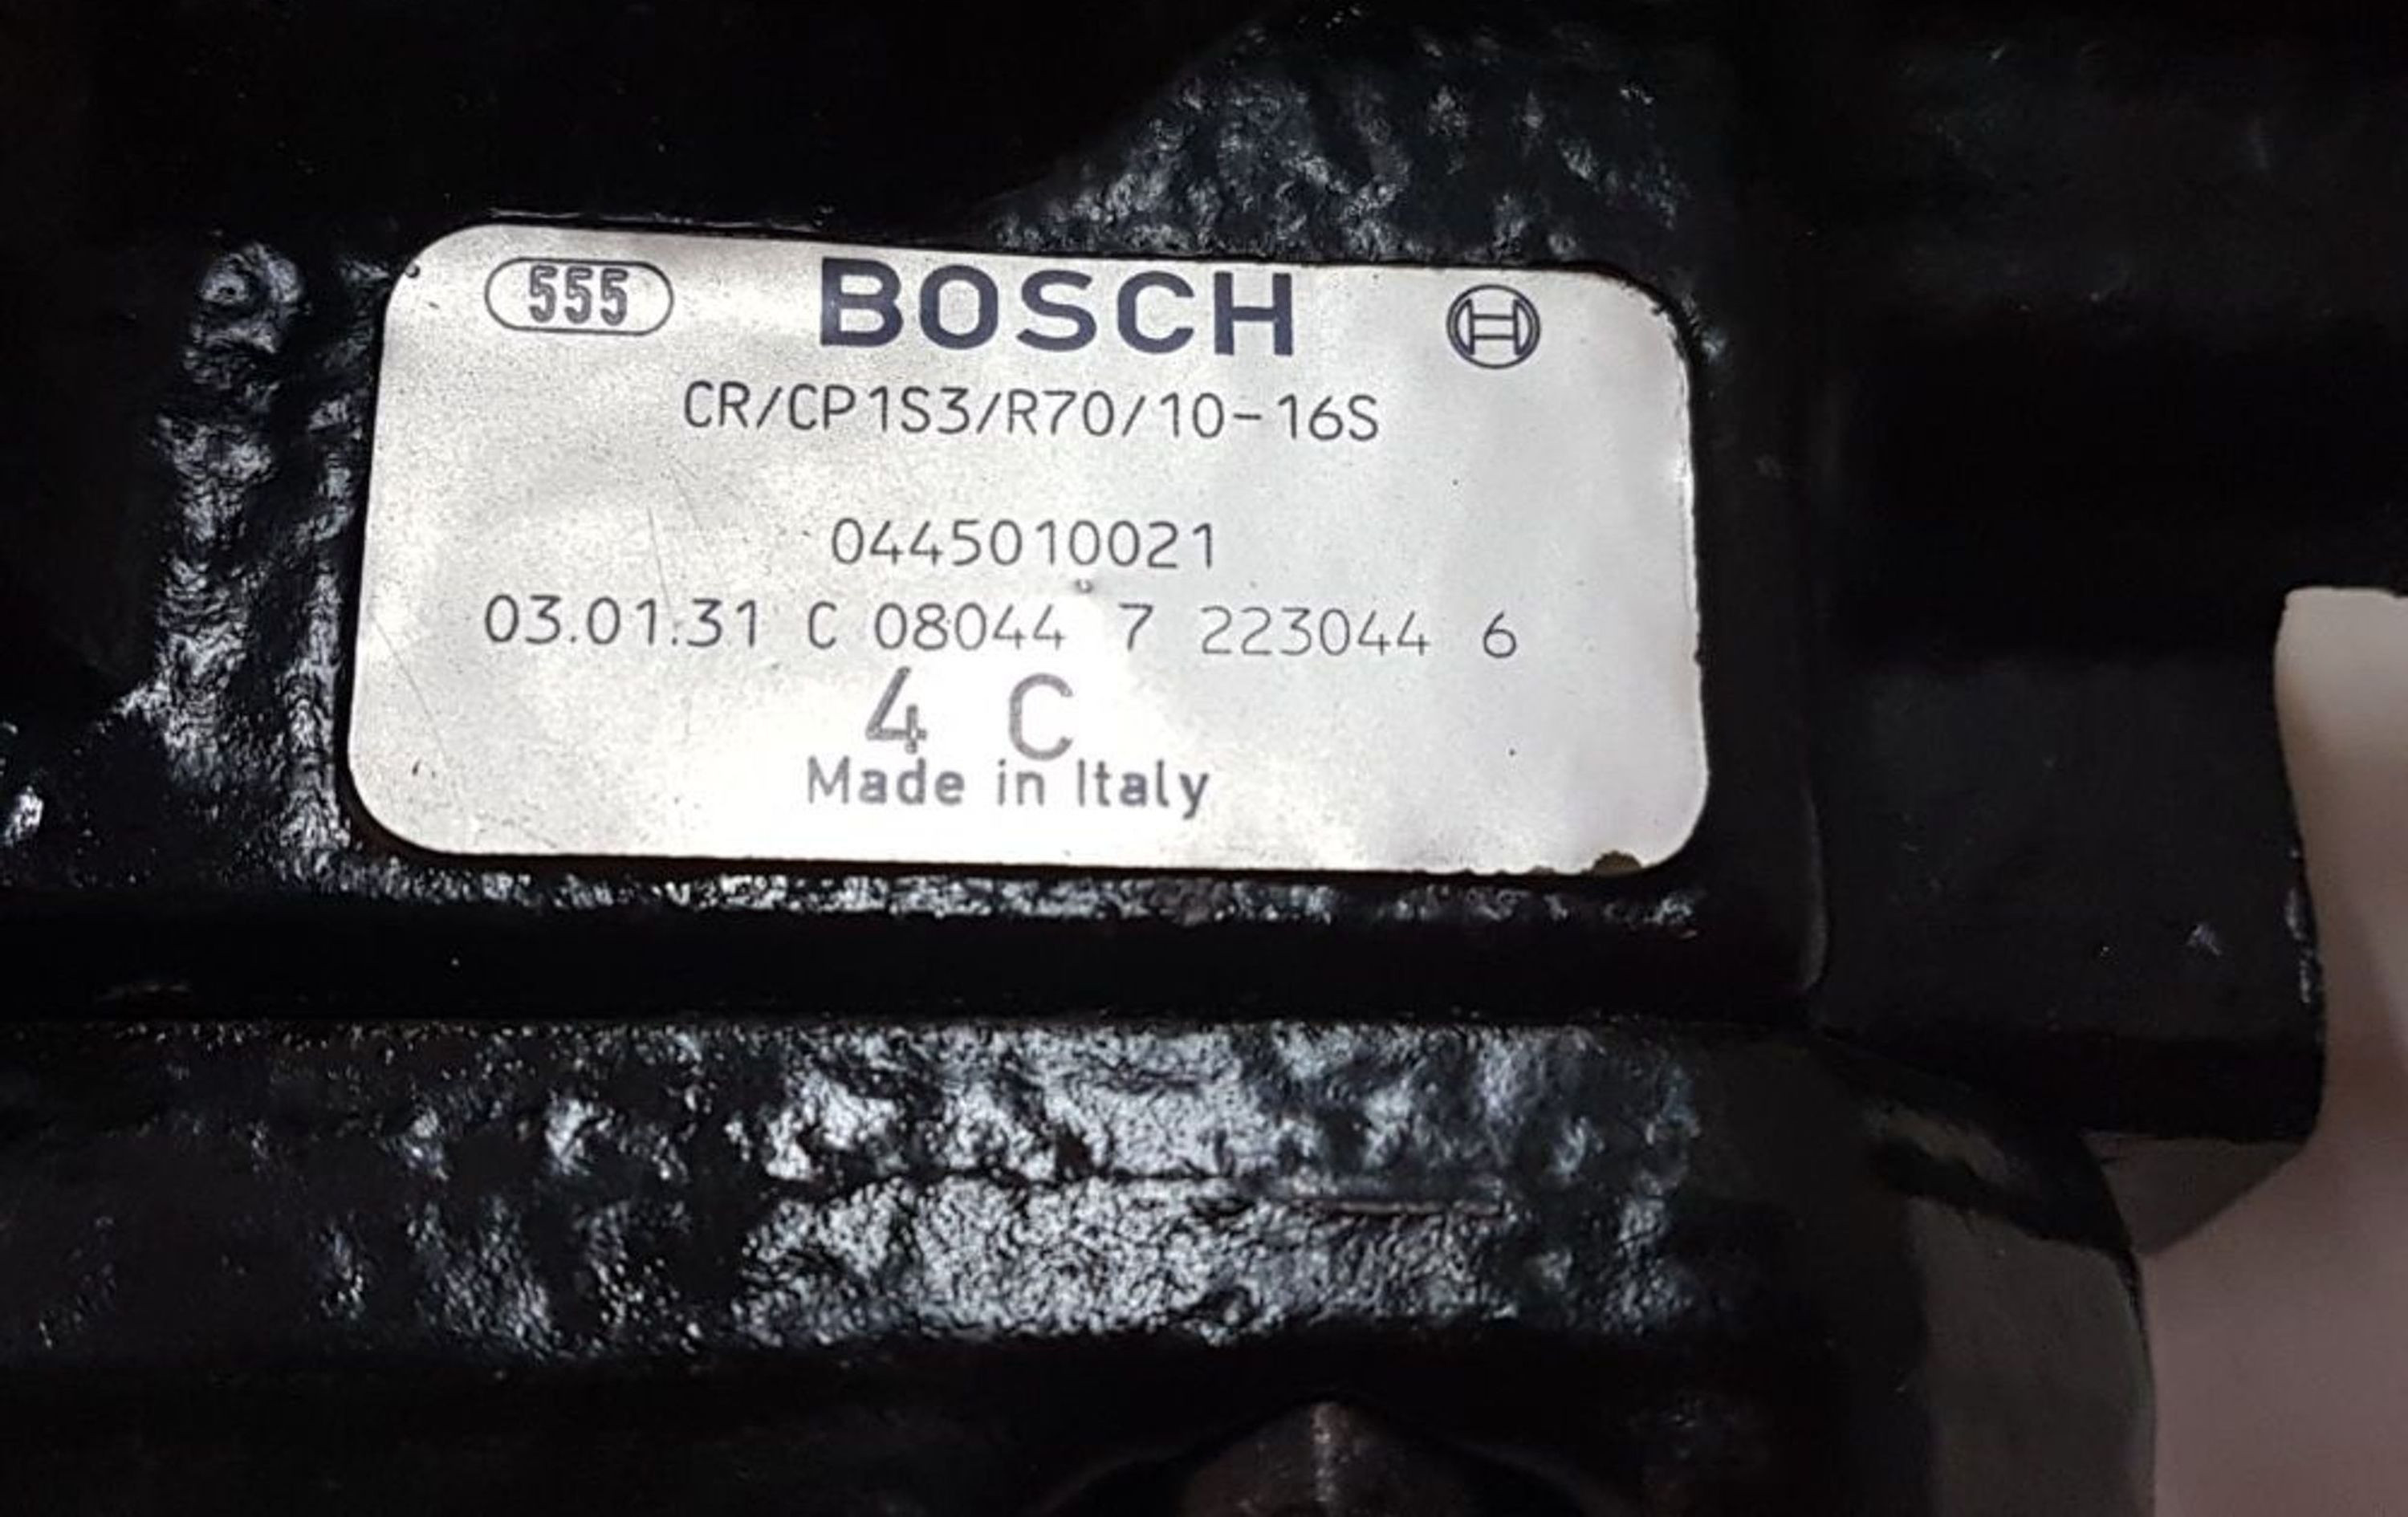 555 BOSCH
CR/CP1S3/R70/10-16S
0445010021
03.01.31 C 08044 7 223044 6
4 C
Made in Italy